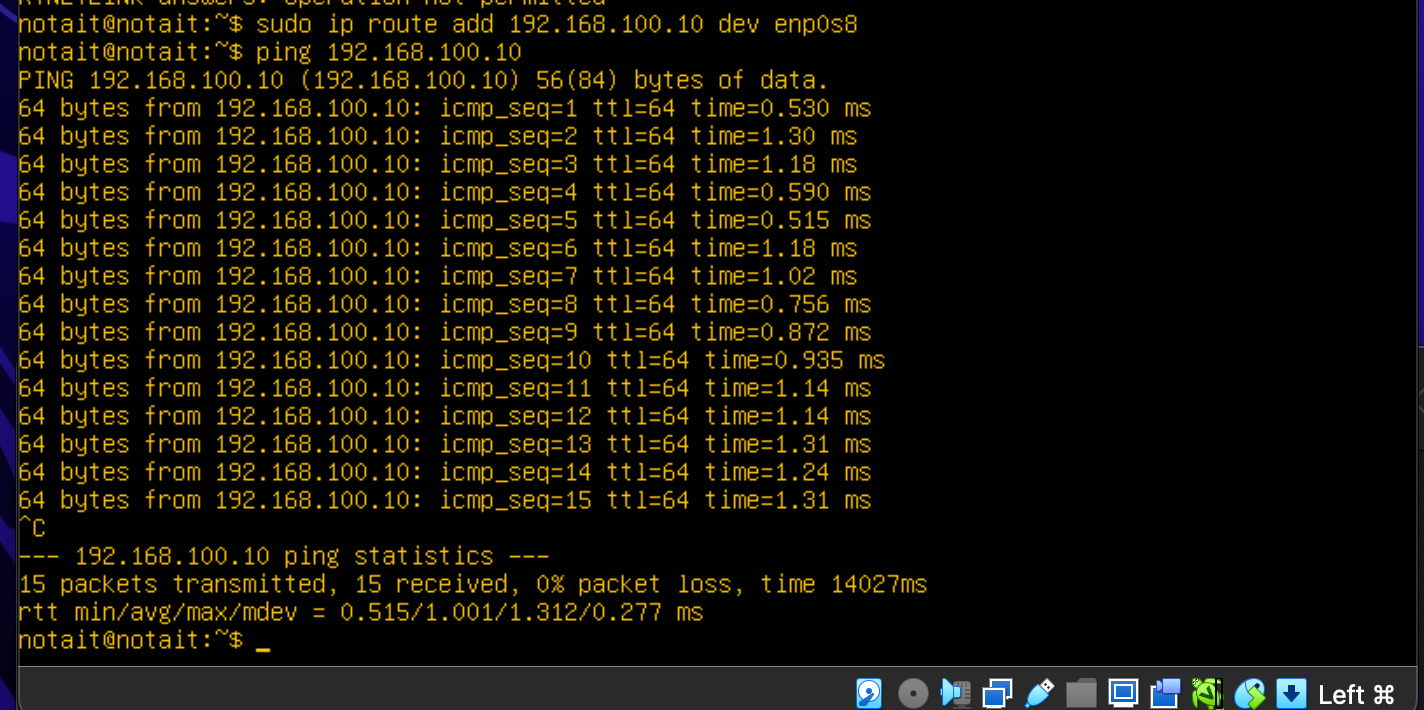 RTNETLINK answers: Operation not permitted
notait@notait:~$ sudo ip route add 192.168.100.10 dev enp0s8
notait@notait:~$ ping 192.168.100.10
PING 192.168.100.10 (192.168.100.10) 56(84) bytes of data.
64 bytes from 192.168.100.10: icmp_seq=1 ttl=64 time=0.530 ms
64 bytes from 192.168.100.10: icmp_seq=2 ttl=64 time=1.30 ms
64 bytes from 192.168.100.10: icmp_seq=3 ttl=64 time=1.18 ms
64 bytes from 192.168.100.10: icmp_seq=4 ttl=64 time=0.590 ms
64 bytes from 192.168.100.10: icmp_seq=5 ttl=64 time=0.515 ms
64 bytes from 192.168.100.10: icmp_seq=6 ttl=64 time=1.18 ms
64 bytes from 192.168.100.10: icmp_seq=7 ttl=64 time=1.02 ms
64 bytes from 192.168.100.10: icmp_seq=8 ttl=64 time=0.756 ms
64 bytes from 192.168.100.10: icmp_seq=9 ttl=64 time=0.872 ms
64 bytes from 192.168.100.10: icmp_seq=10 ttl=64 time=0.935 ms
64 bytes from 192.168.100.10: icmp_seq=11 ttl=64 time=1.14 ms
64 bytes from 192.168.100.10: icmp_seq=12 ttl=64 time=1.14 ms
64 bytes from 192.168.100.10: icmp_seq=13 ttl=64 time=1.31 ms
64 bytes from 192.168.100.10: icmp_seq=14 ttl=64 time=1.24 ms
64 bytes from 192.168.100.10: icmp_seq=15 ttl=64 time=1.31 ms
^C
--- 192.168.100.10 ping statistics ---
15 packets transmitted, 15 received, 0% packet loss, time 14027ms
rtt min/avg/max/mdev = 0.515/1.001/1.312/0.277 ms
notait@notait:~$ _
Left ⌘